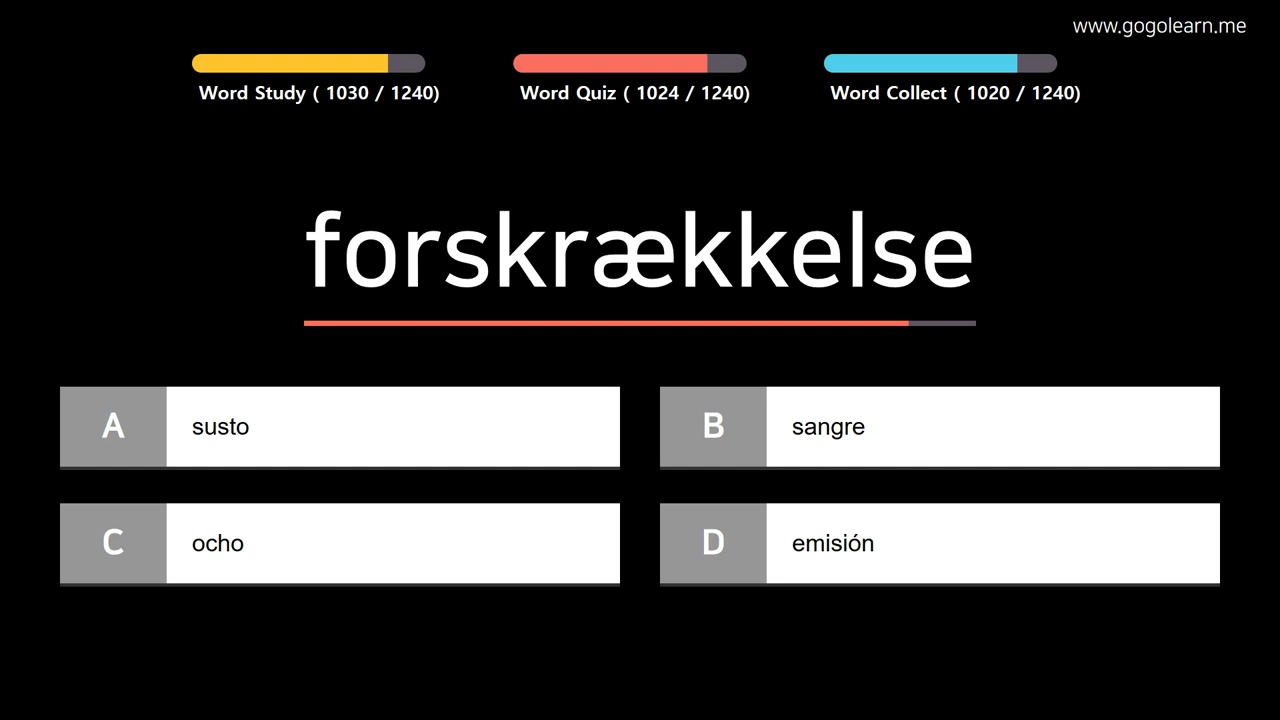 www.gogolearn.me
Word Study ( 1030 / 1240)
Word Quiz ( 1024 / 1240)
Word Collect ( 1020 / 1240)
forskrækkelse
A susto
B sangre
C ocho
D emisión